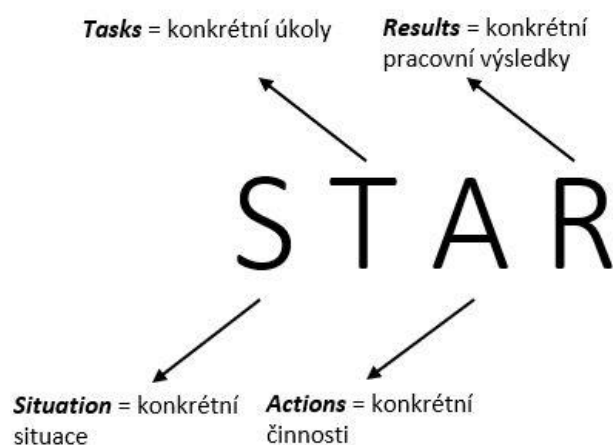 Tasks = konkrétní úkoly
Results = konkrétní
pracovní výsledky
S T A R
Situation = konkrétní
situace
Actions = konkrétní
činnosti